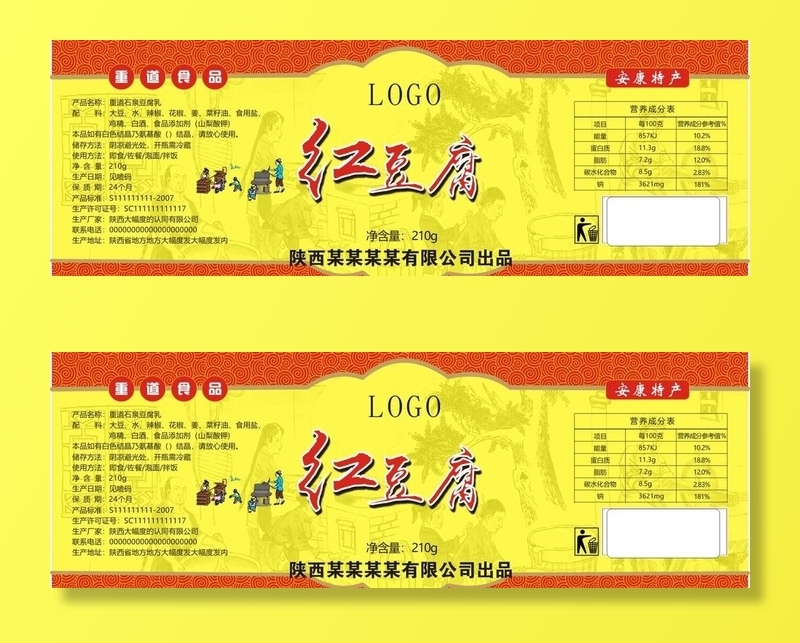 重道食品
产品名称：重道石泉豆腐乳
配 料：大豆、水、辣椒、花椒、姜、菜籽油、食用盐、
鸡精、白酒、食品添加剂（山梨酸钾）
本品如有白色结晶乃氨基酸（）结晶，请放心使用。
储存方法：阴凉避光处，开瓶需冷藏
使用方法：即食/佐餐/泡面/拌饭
净 含 量：210g
生产日期：见喷码
保 质 期：24个月
产品标准：S111111111-2007
生产许可证号：SC111111111117
生产厂家：陕西大幅度的认同有限公司
联系电话：00000000000000000000
生产地址：陕西省地方地方大幅度发大幅度发内
LOGO
红豆腐
净含量：210g
陕西某某某某有限公司出品
安康特产
营养成分表
项目 每100克 营养成分参考值%
能量 857KJ 10.2%
蛋白质 11.3g 18.8%
脂肪 7.2g 12.0%
碳水化合物 8.5g 2.83%
钠 3621mg 181%
重道食品
产品名称：重道石泉豆腐乳
配 料：大豆、水、辣椒、花椒、姜、菜籽油、食用盐、
鸡精、白酒、食品添加剂（山梨酸钾）
本品如有白色结晶乃氨基酸（）结晶，请放心使用。
储存方法：阴凉避光处，开瓶需冷藏
使用方法：即食/佐餐/泡面/拌饭
净 含 量：210g
生产日期：见喷码
保 质 期：24个月
产品标准：S111111111-2007
生产许可证号：SC111111111117
生产厂家：陕西大幅度的认同有限公司
联系电话：00000000000000000000
生产地址：陕西省地方地方大幅度发大幅度发内
LOGO
红豆腐
净含量：210g
陕西某某某某有限公司出品
安康特产
营养成分表
项目 每100克 营养成分参考值%
能量 857KJ 10.2%
蛋白质 11.3g 18.8%
脂肪 7.2g 12.0%
碳水化合物 8.5g 2.83%
钠 3621mg 181%